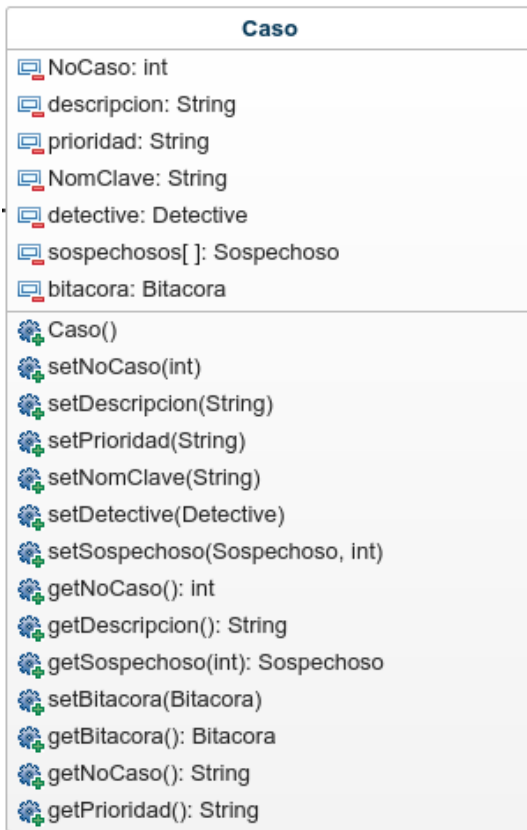 Caso
NoCaso: int
descripcion: String
prioridad: String
NomClave: String
detective: Detective
sospechosos[ ]: Sospechoso
bitacora: Bitacora
Caso()
setNoCaso(int)
setDescripcion(String)
setPrioridad(String)
setNomClave(String)
setDetective(Detective)
setSospechoso(Sospechoso, int)
getNoCaso(): int
getDescripcion(): String
getSospechoso(int): Sospechoso
setBitacora(Bitacora)
getBitacora(): Bitacora
getNoCaso(): String
getPrioridad(): String